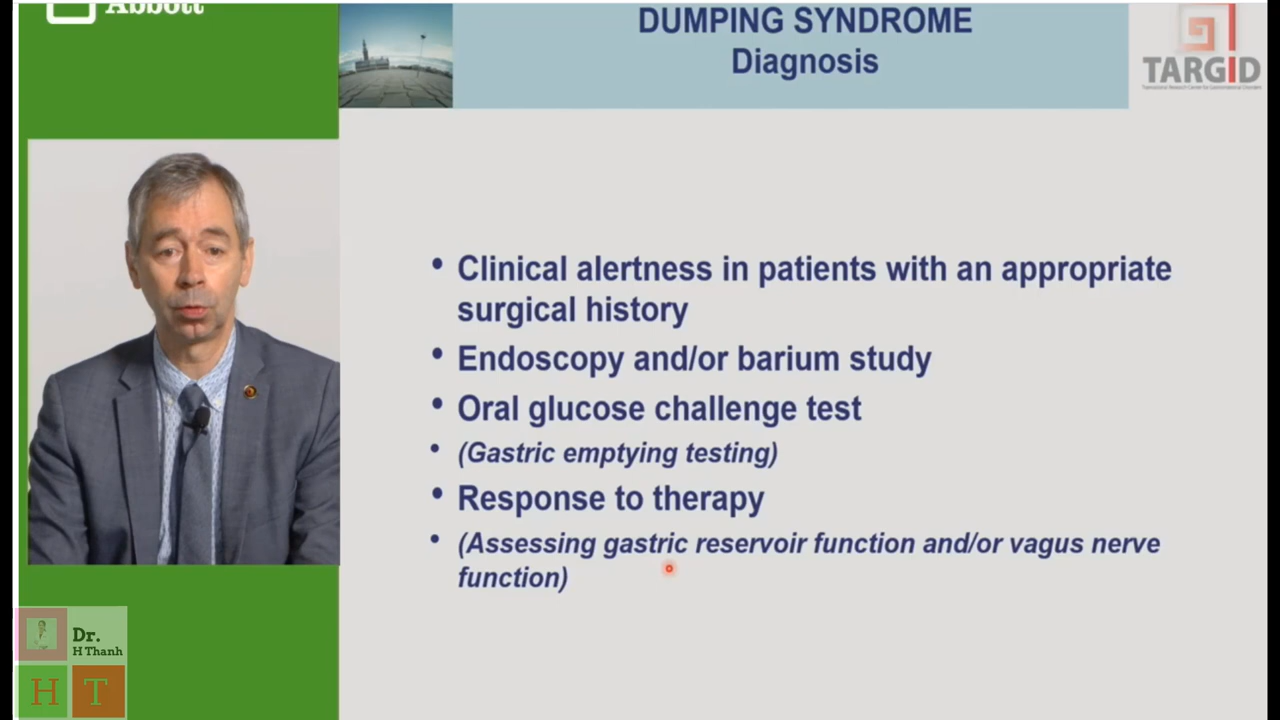 Abbott
DUMPING SYNDROME
Diagnosis
TARGID
• Clinical alertness in patients with an appropriate
surgical history
• Endoscopy and/or barium study
• Oral glucose challenge test
• (Gastric emptying testing)
• Response to therapy
• (Assessing gastric reservoir function and/or vagus nerve
function)
Dr.
H Thanh
H T